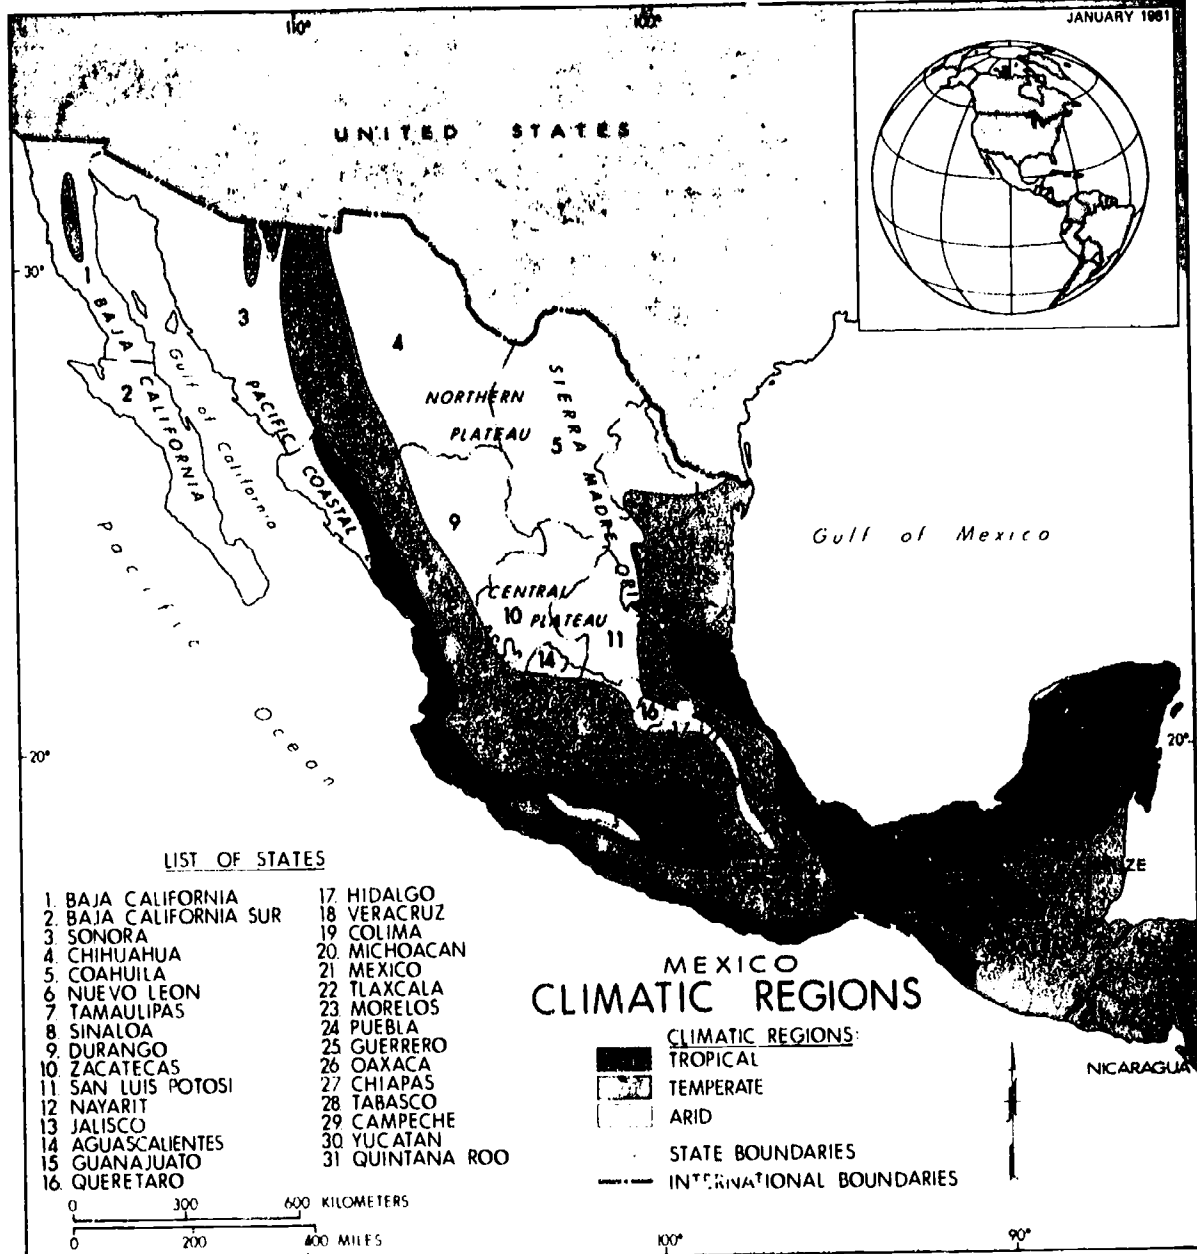 110°
100°
JANUARY 1981
UNITED STATES
30°
1
BAJA CALIFORNIA
2
3
4
Gulf of California
PACIFIC COASTAL
NORTHERN
PLATEAU
SIERRA MADRE ORIL
5
9
Gulf of Mexico
CENTRAL
10 PLATEAU
11
14
16
17
Pacific Ocean
20°
20°
ZE
NICARAGUA
LIST OF STATES
1. BAJA CALIFORNIA
2. BAJA CALIFORNIA SUR
3. SONORA
4. CHIHUAHUA
5. COAHUILA
6. NUEVO LEON
7. TAMAULIPAS
8. SINALOA
9. DURANGO
10. ZACATECAS
11. SAN LUIS POTOSI
12. NAYARIT
13. JALISCO
14. AGUASCALIENTES
15. GUANAJUATO
16. QUERETARO
17. HIDALGO
18 VERACRUZ
19 COLIMA
20. MICHOACAN
21 MEXICO
22 TLAXCALA
23. MORELOS
24 PUEBLA
25 GUERRERO
26 OAXACA
27 CHIAPAS
28. TABASCO
29. CAMPECHE
30. YUCATAN
31 QUINTANA ROO
MEXICO
CLIMATIC REGIONS
CLIMATIC REGIONS:
TROPICAL
TEMPERATE
ARID
STATE BOUNDARIES
INTERNATIONAL BOUNDARIES
0 300 600 KILOMETERS
0 200 400 MILES
100°
90°